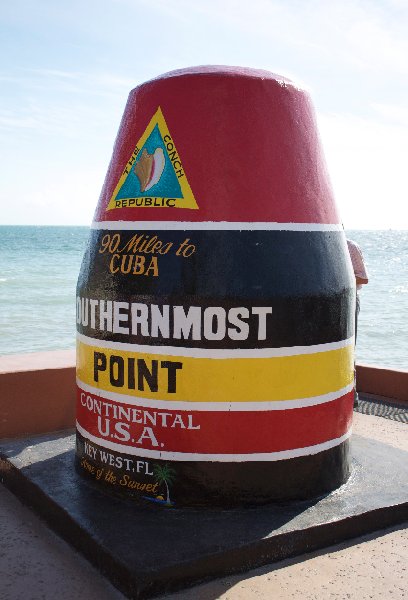 THE CONCH
REPUBLIC
90 Miles to
CUBA
OUTHERNMOST
POINT
CONTINENTAL
U.S.A.
KEY WEST, FL
Home of the Sunset